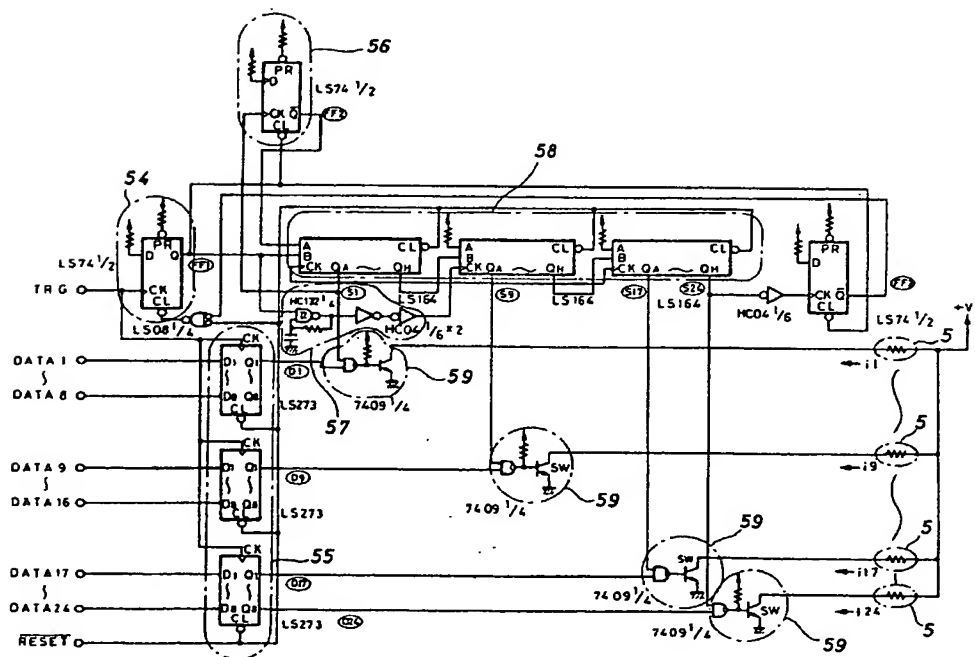 56
PR
D
CK Q̅
CL
LS74 1/2
FF2
58
54
PR
D Q
CK
CL
LS74 1/2
FF1
A
B
CK QA ~ QH
CL
A
B
CK QA ~ QH
CL
A
B
CK QA ~ QH
CL
PR
D
CK Q̅
CL
LS74 1/2
FF3
TRG
LS08 1/4
S1
LS164
S9
LS164
S17
S24
LS164
HC04 1/6
HC132 1/4
HC04 1/6 × 2
+V
DATA 1
DATA 8
CK
D1 Q1
D8 Q8
CL
LS273
D1
57
7409 1/4
59
i1
5
DATA 9
DATA 16
CK
D1 Q1
D8 Q8
CL
LS273
D9
7409 1/4
SW
59
i9
5
DATA 17
DATA 24
CK
D1 Q1
D8 Q8
CL
LS273
55
D17
D24
7409 1/4
SW
59
i17
5
7409 1/4
SW
59
i24
5
RESET